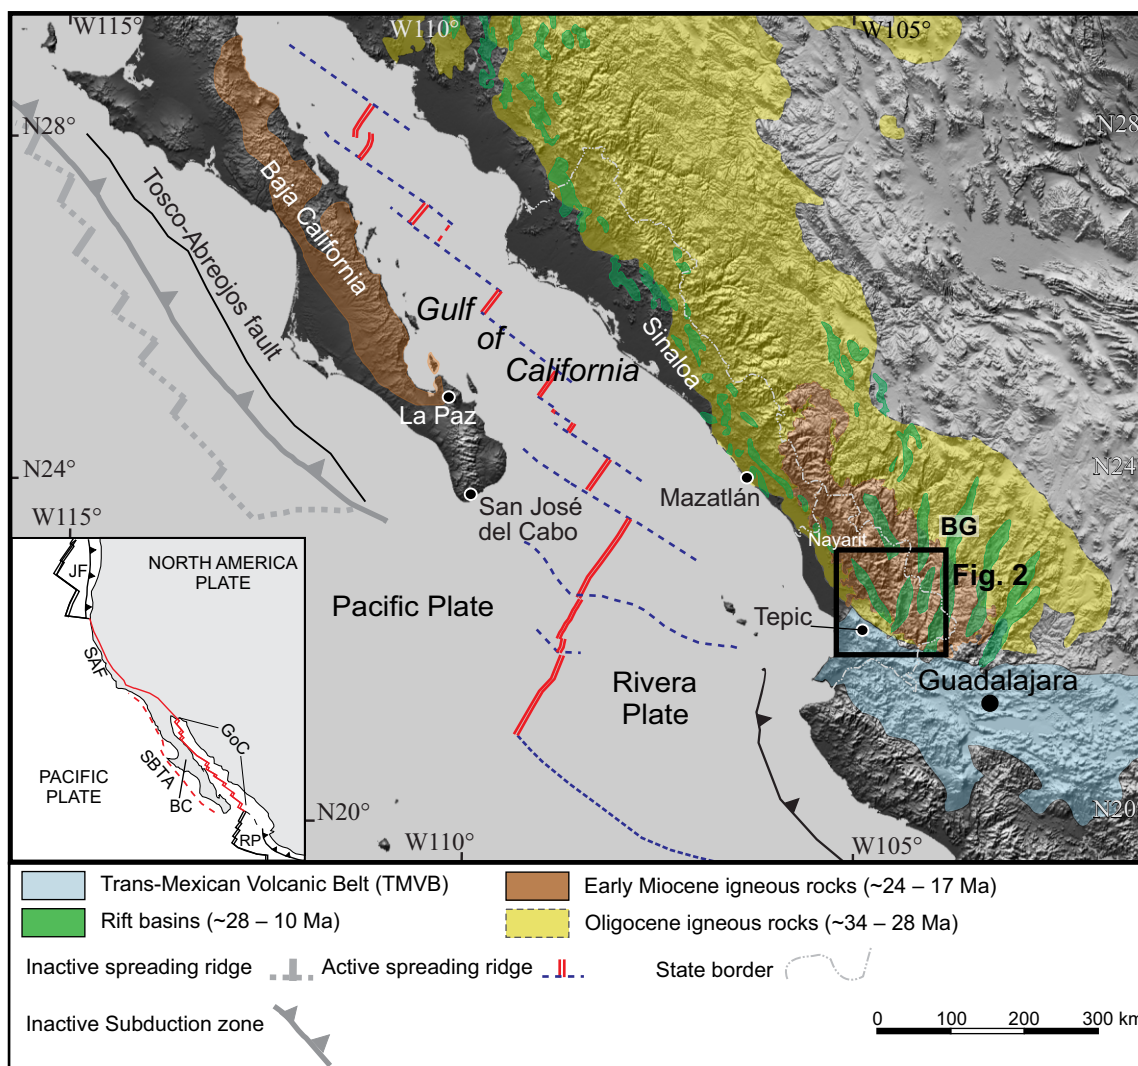 W115°
W110°
W105°
N28°
N28
Tosco-Abreojos fault
Baja California
Gulf
of
California
Sinaloa
La Paz
N24°
N24
W115°
San José
del Cabo
Mazatlán
Nayarit
BG
Fig. 2
Tepic
Pacific Plate
Rivera
Plate
Guadalajara
N20°
N20
W110°
W105°
JF
NORTH AMERICA
PLATE
SAF
GoC
SBTA
PACIFIC
PLATE
BC
RP
Trans-Mexican Volcanic Belt (TMVB)
Early Miocene igneous rocks (~24 – 17 Ma)
Rift basins (~28 – 10 Ma)
Oligocene igneous rocks (~34 – 28 Ma)
Inactive spreading ridge
Active spreading ridge
State border
Inactive Subduction zone
0 100 200 300 km